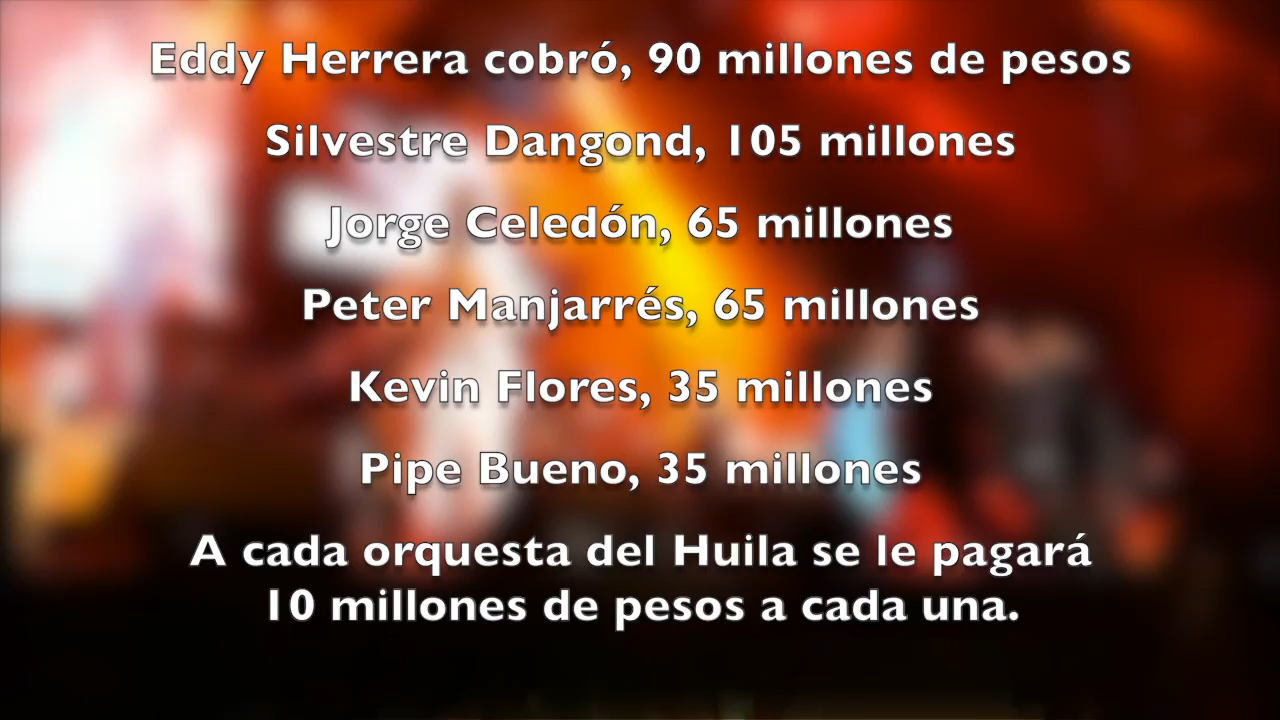 Eddy Herrera cobró, 90 millones de pesos
Silvestre Dangond, 105 millones
Jorge Celedón, 65 millones
Peter Manjarrés, 65 millones
Kevin Flores, 35 millones
Pipe Bueno, 35 millones
A cada orquesta del Huila se le pagará
10 millones de pesos a cada una.